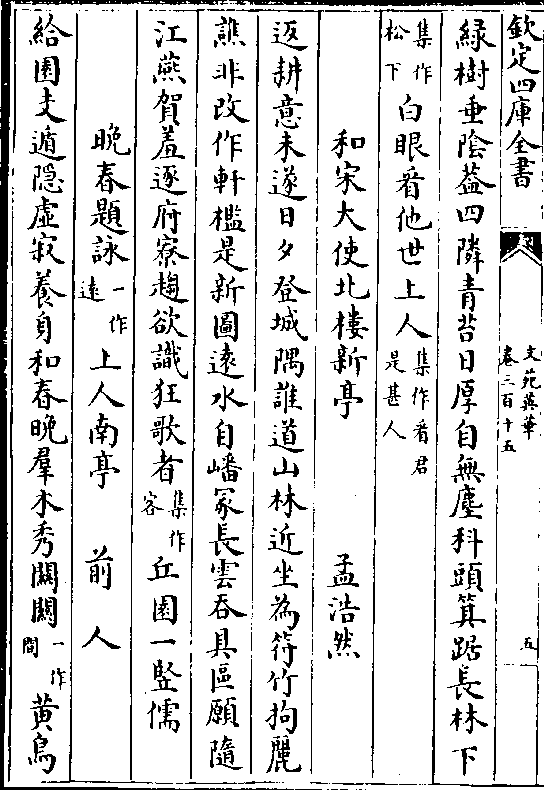 欽定四庫全書
文苑英華
卷三百十五
五
緑樹垂隂葢四隣青苔日厚自無塵科頭箕踞長林下
集作松下白眼看他世上人集作看君是甚人
和宋大使北樓新亭　孟浩然
返耕意未遂日夕登城隅誰道山林近坐為符竹拘麗
譙非改作軒檻是新圖遠水自嶓冢長雲吞具區願隨
江燕賀羞逐府寮趨欲識狂歌者集作客丘園一竪儒
晩春題詠一作遠上人南亭　前人
給園支遁隠虛寂養身和春晩羣木秀關關一作間黄鳥